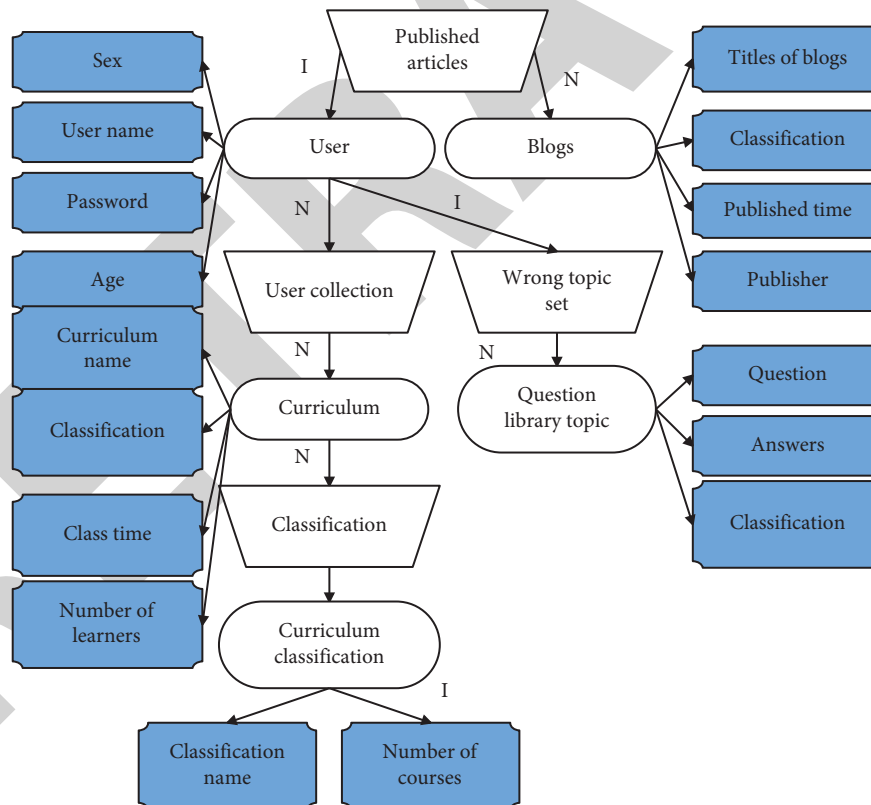 Published
articles
Sex
I
N
Titles of blogs
User name
User
Blogs
Classification
Password
N
I
Published time
Age
User collection
Wrong topic
set
Publisher
Curriculum
name
N
N
Question
Classification
Curriculum
Question
library topic
Answers
N
Class time
Classification
Classification
Number of
learners
Curriculum
classification
I
Classification
name
Number of
courses